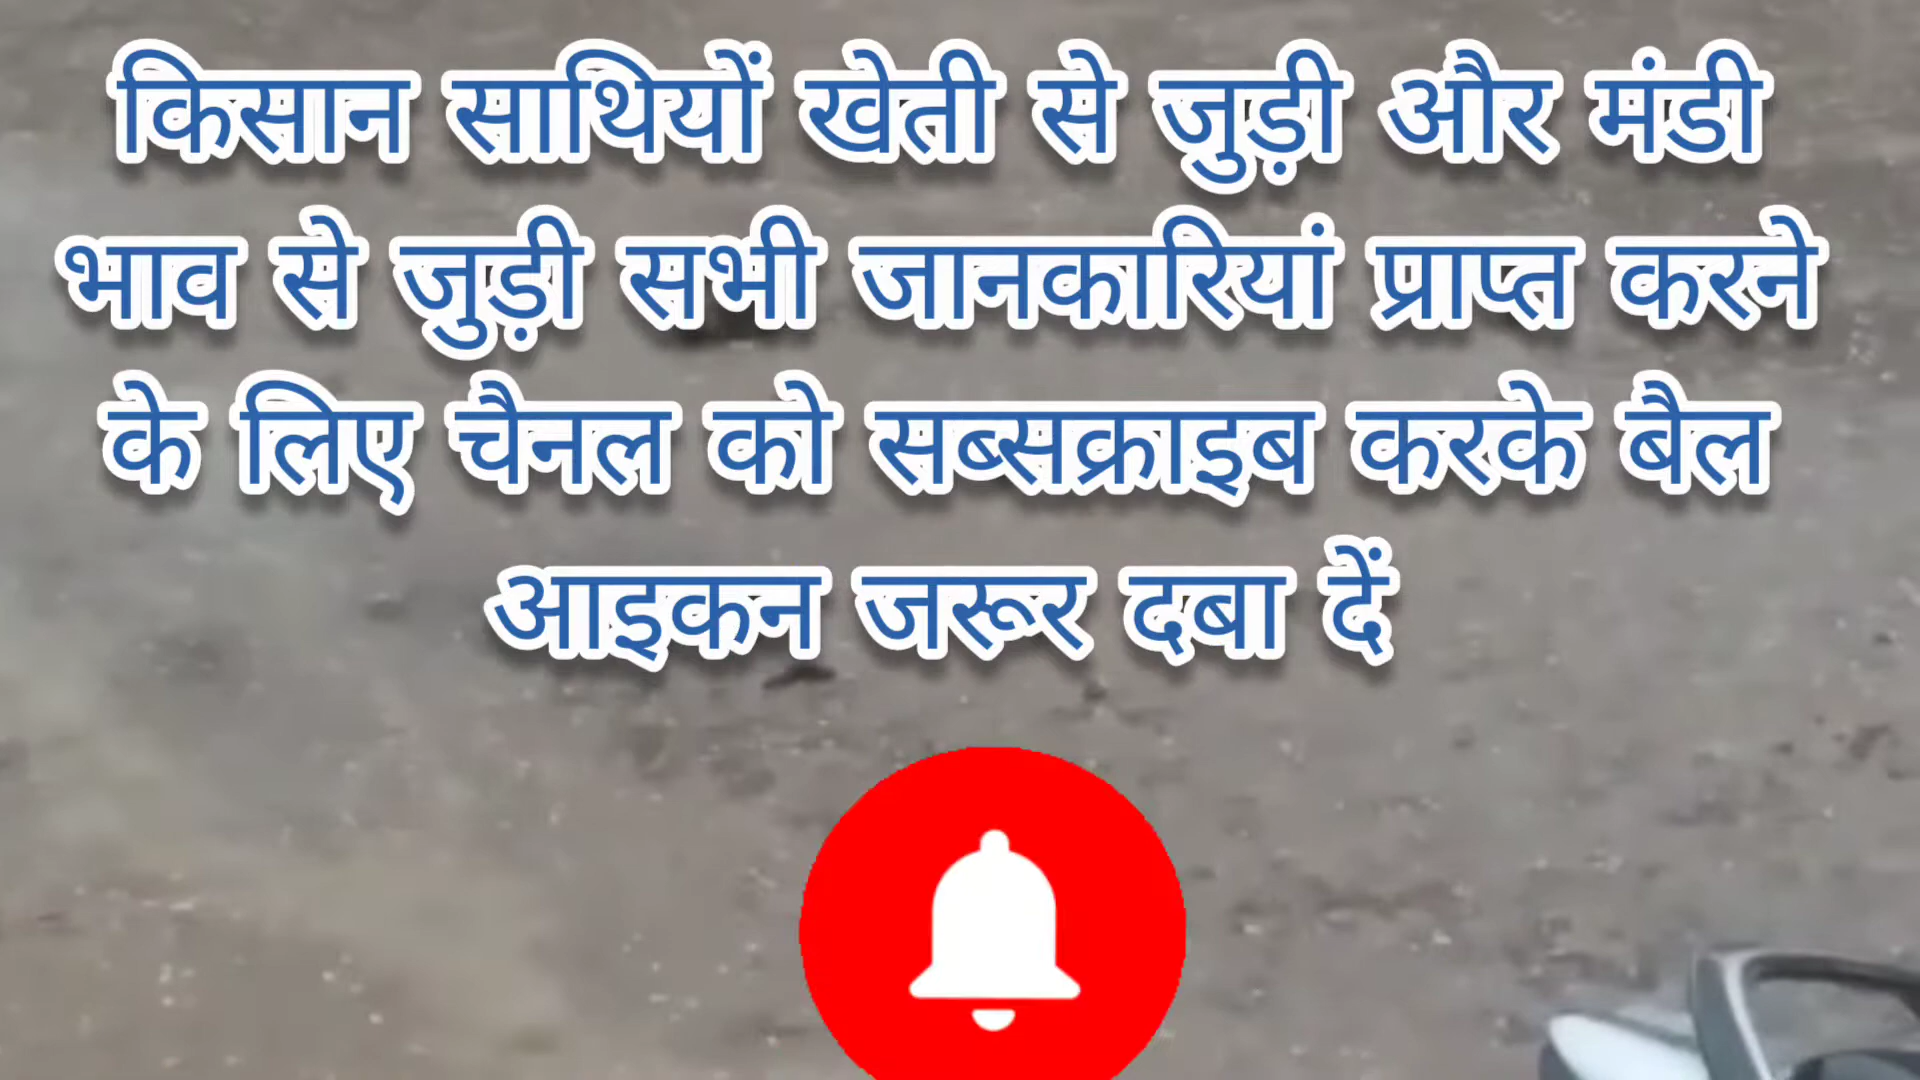 किसान साथियों खेती से जुड़ी और मंडी
भाव से जुड़ी सभी जानकारियां प्राप्त करने
के लिए चैनल को सब्सक्राइब करके बैल
आइकन जरूर दबा दें